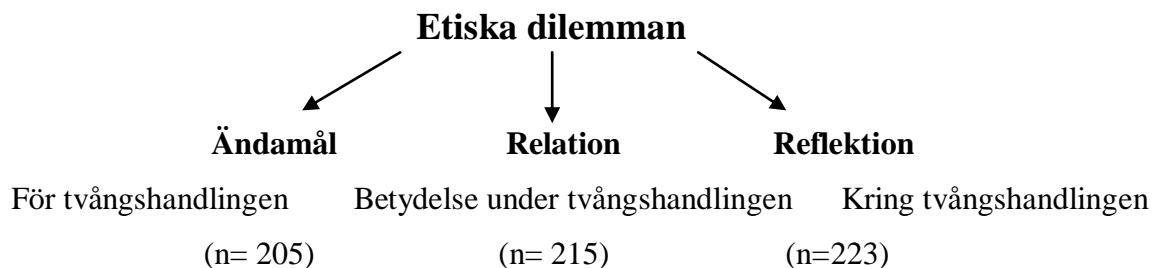 Etiska dilemman
Ändamål Relation Reflektion
För tvångshandlingen Betydelse under tvångshandlingen Kring tvångshandlingen
(n= 205) (n= 215) (n=223)